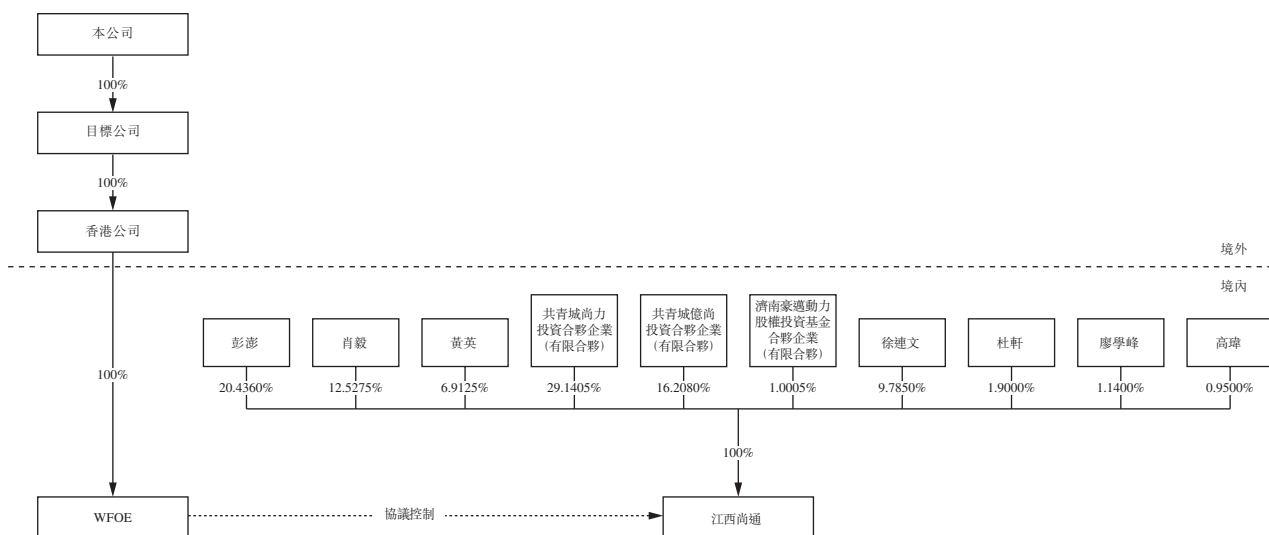 本公司
100%
目標公司
100%
香港公司
境外
境內
共青城尚力
投資合夥企業
(有限合夥)
共青城億尚
投資合夥企業
(有限合夥)
濟南豪邁動力
股權投資基金
合夥企業
(有限合夥)
彭澎
肖毅
黃英
徐連文
杜軒
廖學峰
高瑋
100%
20.4360%
12.5275%
6.9125%
29.1405%
16.2080%
1.0005%
9.7850%
1.9000%
1.1400%
0.9500%
100%
WFOE
協議控制
江西尚通